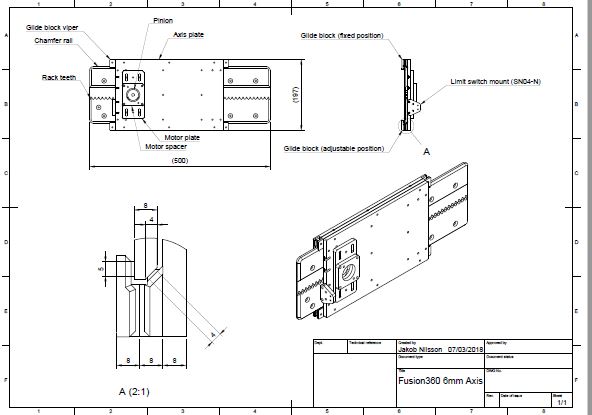 1 2 3 4 5 6 7 8
A
B
C
D
E
F
A
B
C
D
E
F
Pinion
Glide block viper
Axis plate
Chamfer rail
Rack teeth
Motor plate
Motor spacer
(500)
(197)
Glide block (fixed position)
Limit switch mount (SN04-N)
Glide block (adjustable position)
A
8
4
5
4
8 8 8
A (2:1)
Dept.
Technical reference
Created by
Jakob Nilsson 07/03/2018
Approved by
Document type
Document status
Title
Fusion360 6mm Axis
DWG No.
Rev.
Date of issue
Sheet
1/1
1 2 3 4 5 6 7 8